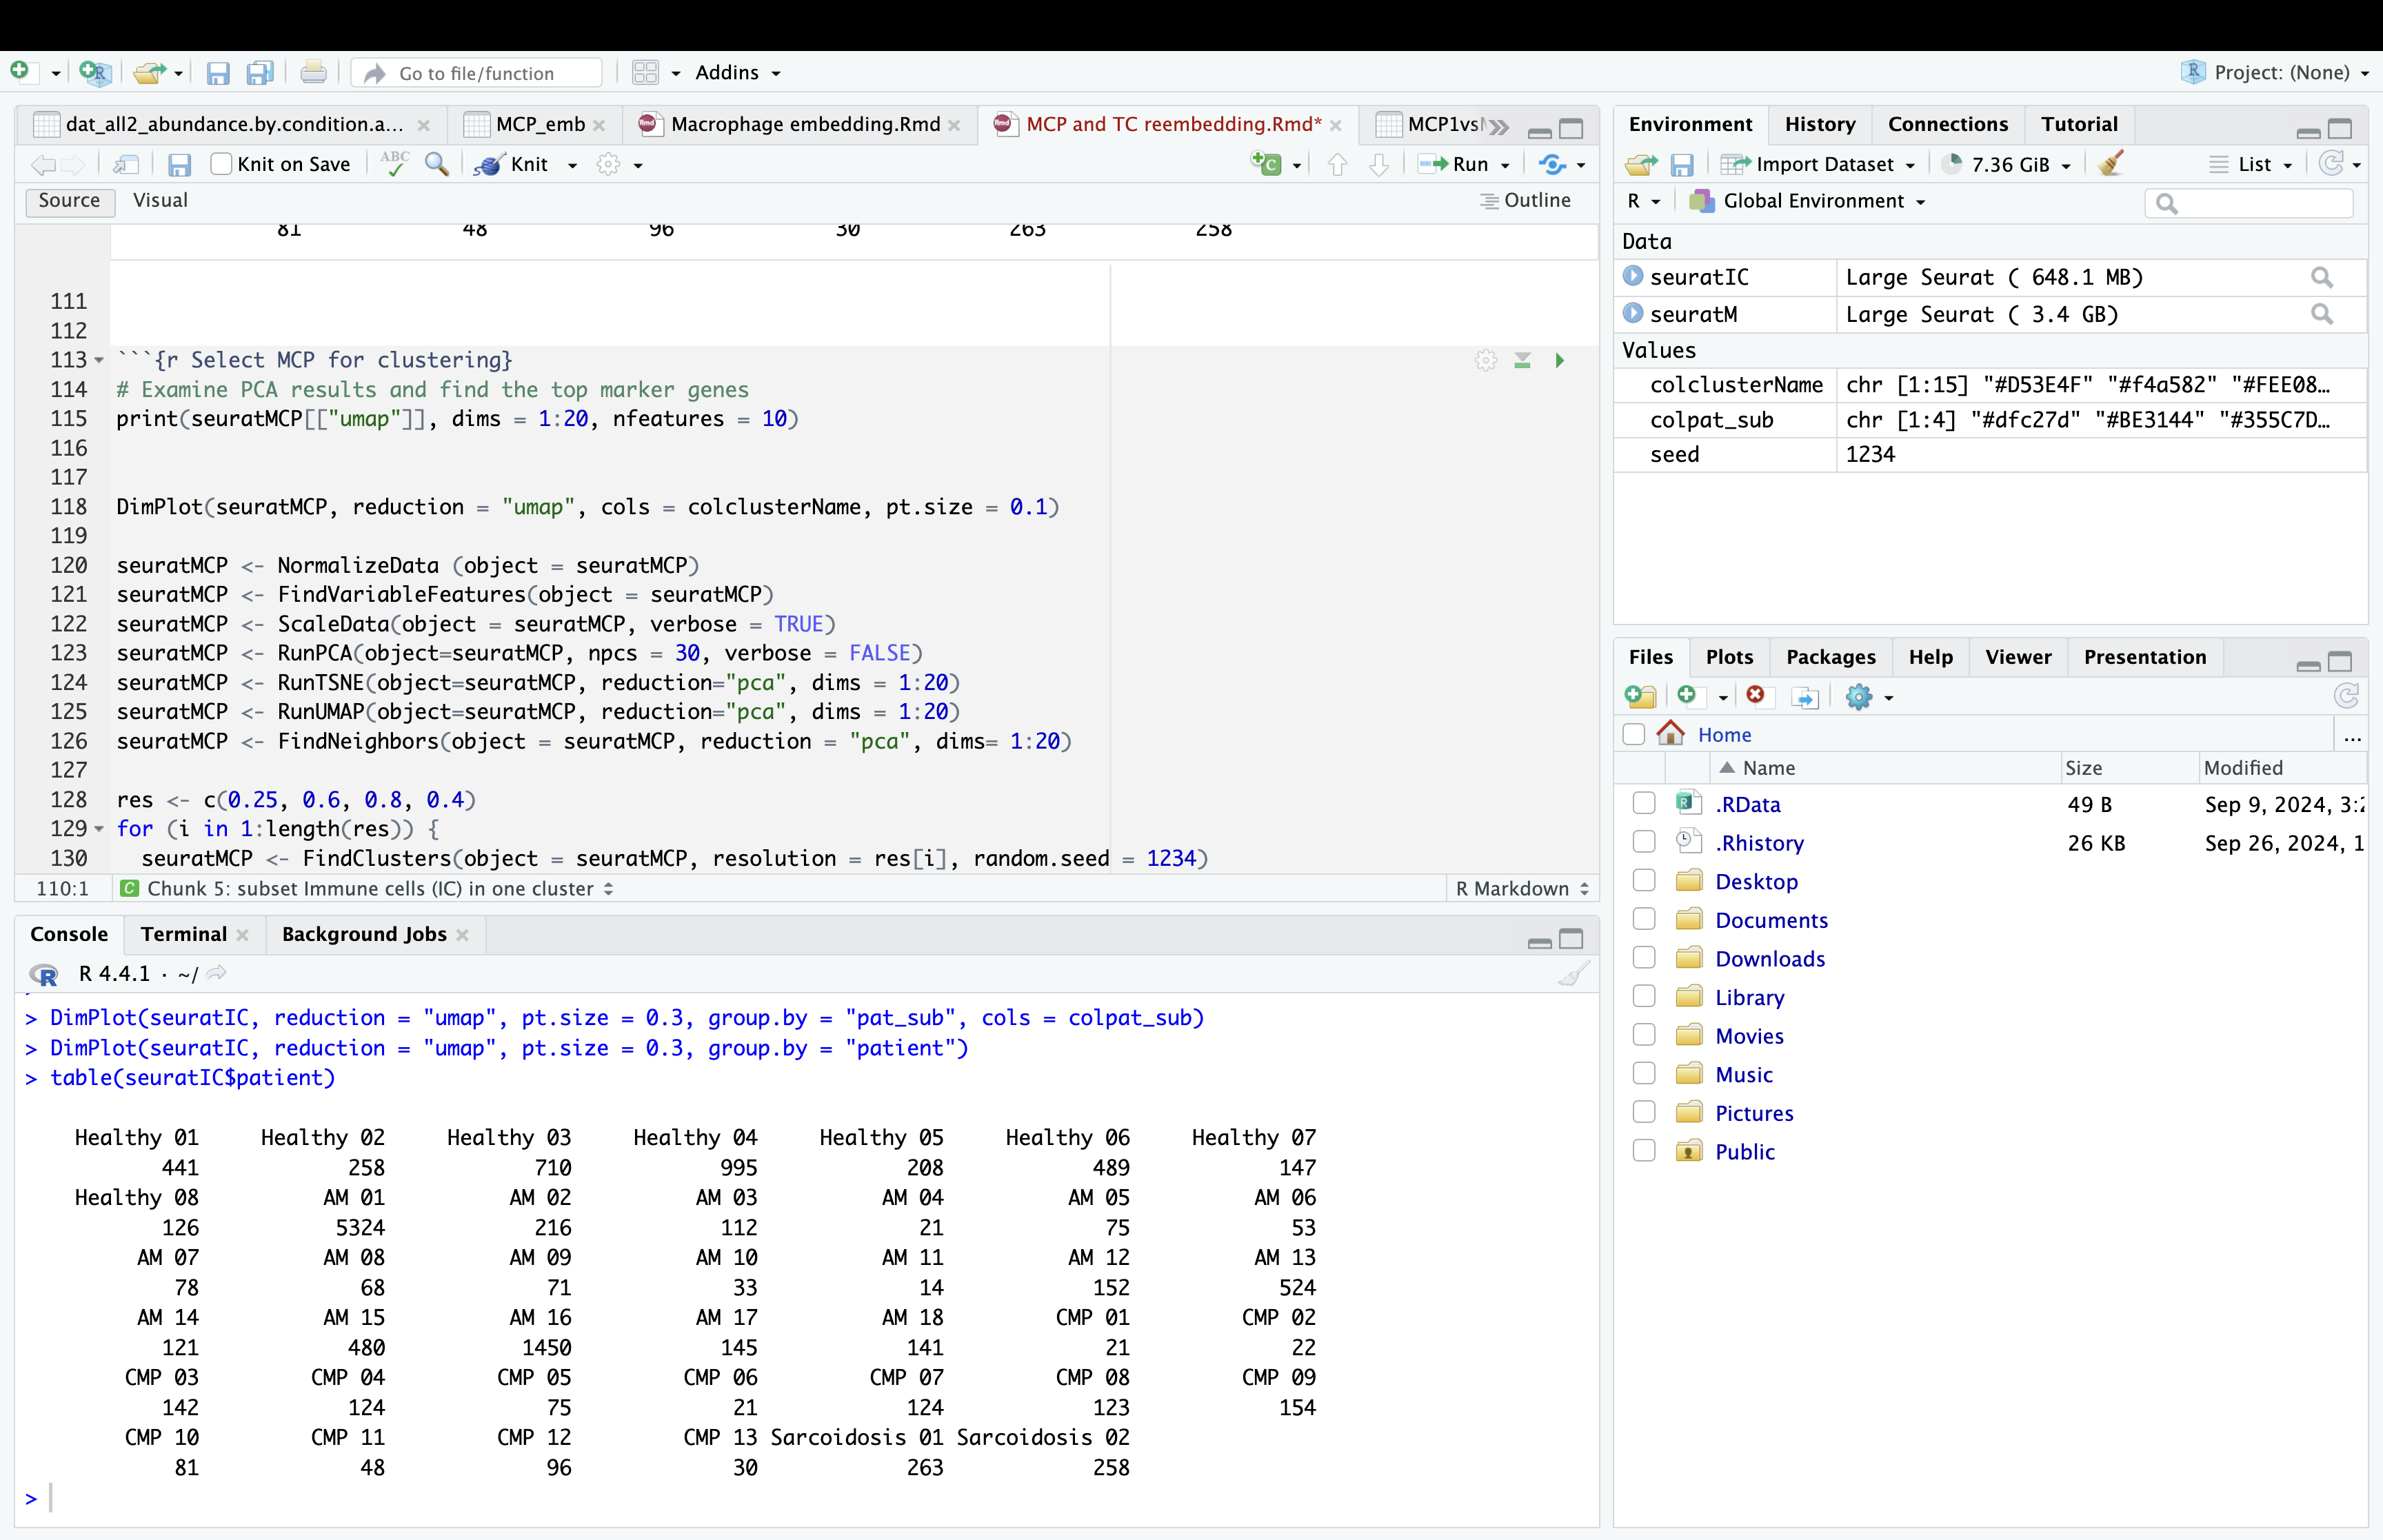 Go to file/function
Addins
Project: (None)
dat_all2_abundance.by.condition.a...
MCP_emb
Macrophage embedding.Rmd
MCP and TC reembedding.Rmd*
MCP1vs
Knit on Save
ABC
Knit
Run
Source
Visual
Outline
81 48 96 30 263 258
111
112
113 ```{r Select MCP for clustering}
114 # Examine PCA results and find the top marker genes
115 print(seuratMCP[["umap"]], dims = 1:20, nfeatures = 10)
116
117
118 DimPlot(seuratMCP, reduction = "umap", cols = colclusterName, pt.size = 0.1)
119
120 seuratMCP <- NormalizeData (object = seuratMCP)
121 seuratMCP <- FindVariableFeatures(object = seuratMCP)
122 seuratMCP <- ScaleData(object = seuratMCP, verbose = TRUE)
123 seuratMCP <- RunPCA(object=seuratMCP, npcs = 30, verbose = FALSE)
124 seuratMCP <- RunTSNE(object=seuratMCP, reduction="pca", dims = 1:20)
125 seuratMCP <- RunUMAP(object=seuratMCP, reduction="pca", dims = 1:20)
126 seuratMCP <- FindNeighbors(object = seuratMCP, reduction = "pca", dims= 1:20)
127
128 res <- c(0.25, 0.6, 0.8, 0.4)
129 for (i in 1:length(res)) {
130 seuratMCP <- FindClusters(object = seuratMCP, resolution = res[i], random.seed = 1234)
110:1
Chunk 5: subset Immune cells (IC) in one cluster
R Markdown
Console
Terminal
Background Jobs
R 4.4.1 · ~/
> DimPlot(seuratIC, reduction = "umap", pt.size = 0.3, group.by = "pat_sub", cols = colpat_sub)
> DimPlot(seuratIC, reduction = "umap", pt.size = 0.3, group.by = "patient")
> table(seuratIC$patient)
Healthy 01 Healthy 02 Healthy 03 Healthy 04 Healthy 05 Healthy 06 Healthy 07
441 258 710 995 208 489 147
Healthy 08 AM 01 AM 02 AM 03 AM 04 AM 05 AM 06
126 5324 216 112 21 75 53
AM 07 AM 08 AM 09 AM 10 AM 11 AM 12 AM 13
78 68 71 33 14 152 524
AM 14 AM 15 AM 16 AM 17 AM 18 CMP 01 CMP 02
121 480 1450 145 141 21 22
CMP 03 CMP 04 CMP 05 CMP 06 CMP 07 CMP 08 CMP 09
142 124 75 21 124 123 154
CMP 10 CMP 11 CMP 12 CMP 13 Sarcoidosis 01 Sarcoidosis 02
81 48 96 30 263 258
>
Environment
History
Connections
Tutorial
Import Dataset
7.36 GiB
List
R
Global Environment
Data
seuratIC Large Seurat ( 648.1 MB)
seuratM Large Seurat ( 3.4 GB)
Values
colclusterName chr [1:15] "#D53E4F" "#f4a582" "#FEE08…
colpat_sub chr [1:4] "#dfc27d" "#BE3144" "#355C7D…
seed 1234
Files
Plots
Packages
Help
Viewer
Presentation
Home
...
Name Size Modified
.RData 49 B Sep 9, 2024, 3:2
.Rhistory 26 KB Sep 26, 2024, 1
Desktop
Documents
Downloads
Library
Movies
Music
Pictures
Public